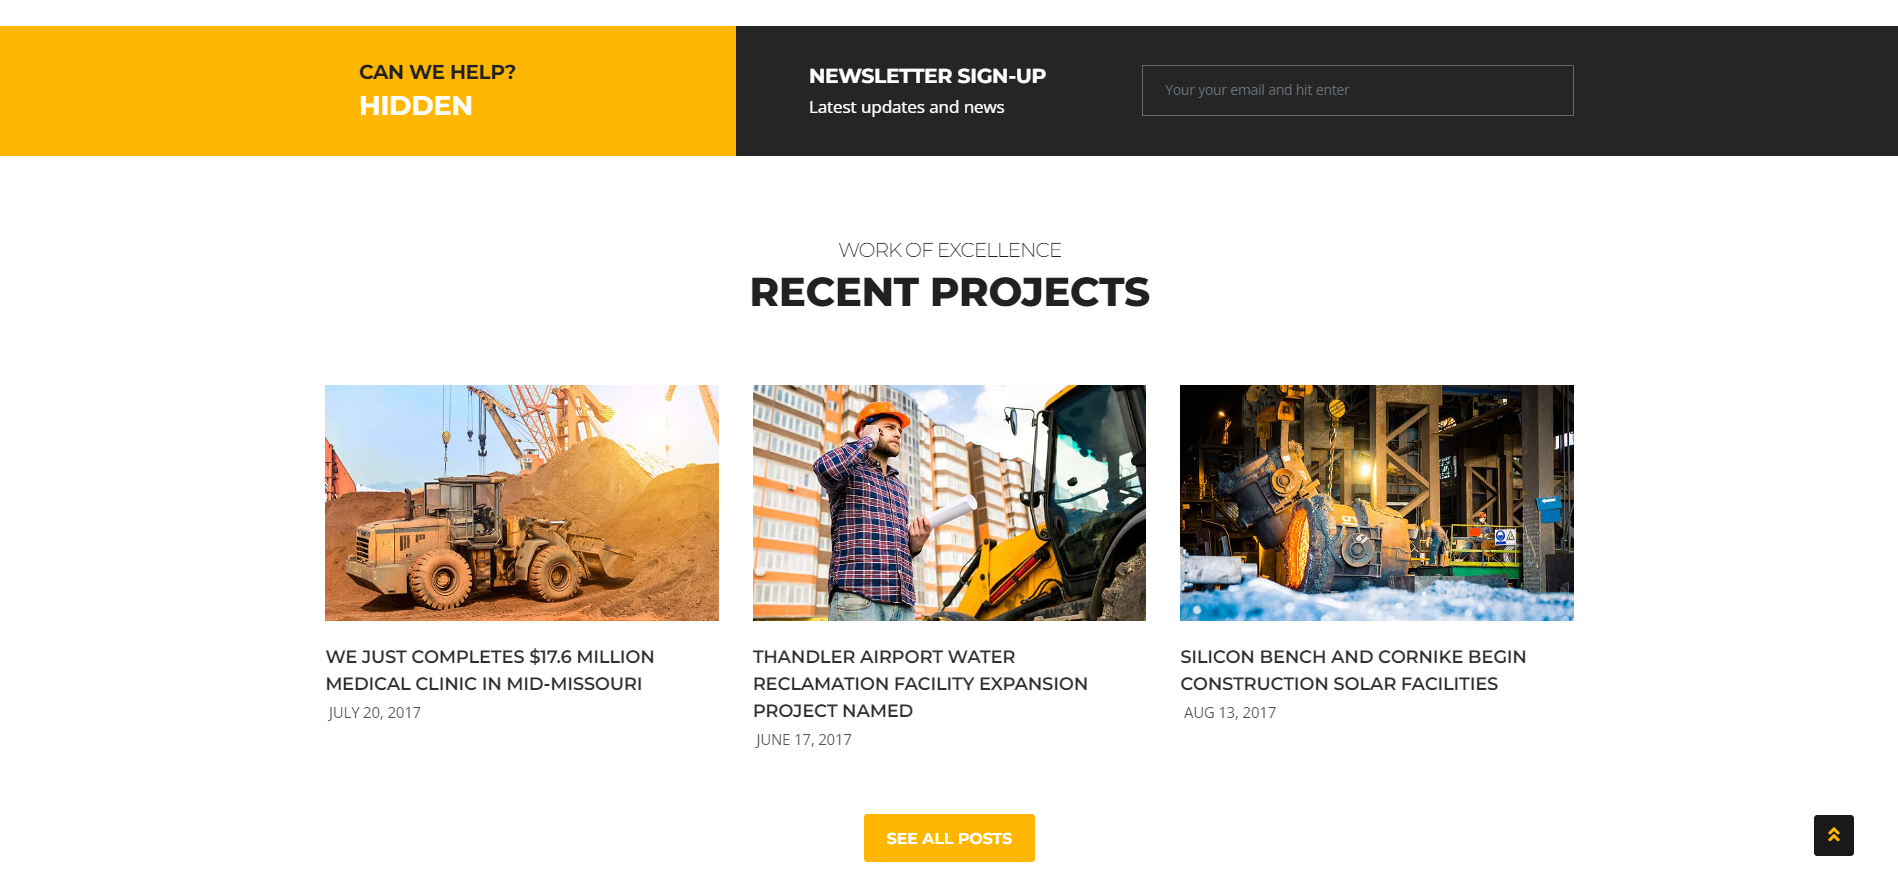 CAN WE HELP?
HIDDEN
NEWSLETTER SIGN-UP
Latest updates and news
Your your email and hit enter
WORK OF EXCELLENCE
RECENT PROJECTS
WE JUST COMPLETES $17.6 MILLION
MEDICAL CLINIC IN MID-MISSOURI
JULY 20, 2017
THANDLER AIRPORT WATER
RECLAMATION FACILITY EXPANSION
PROJECT NAMED
JUNE 17, 2017
SILICON BENCH AND CORNIKE BEGIN
CONSTRUCTION SOLAR FACILITIES
AUG 13, 2017
SEE ALL POSTS